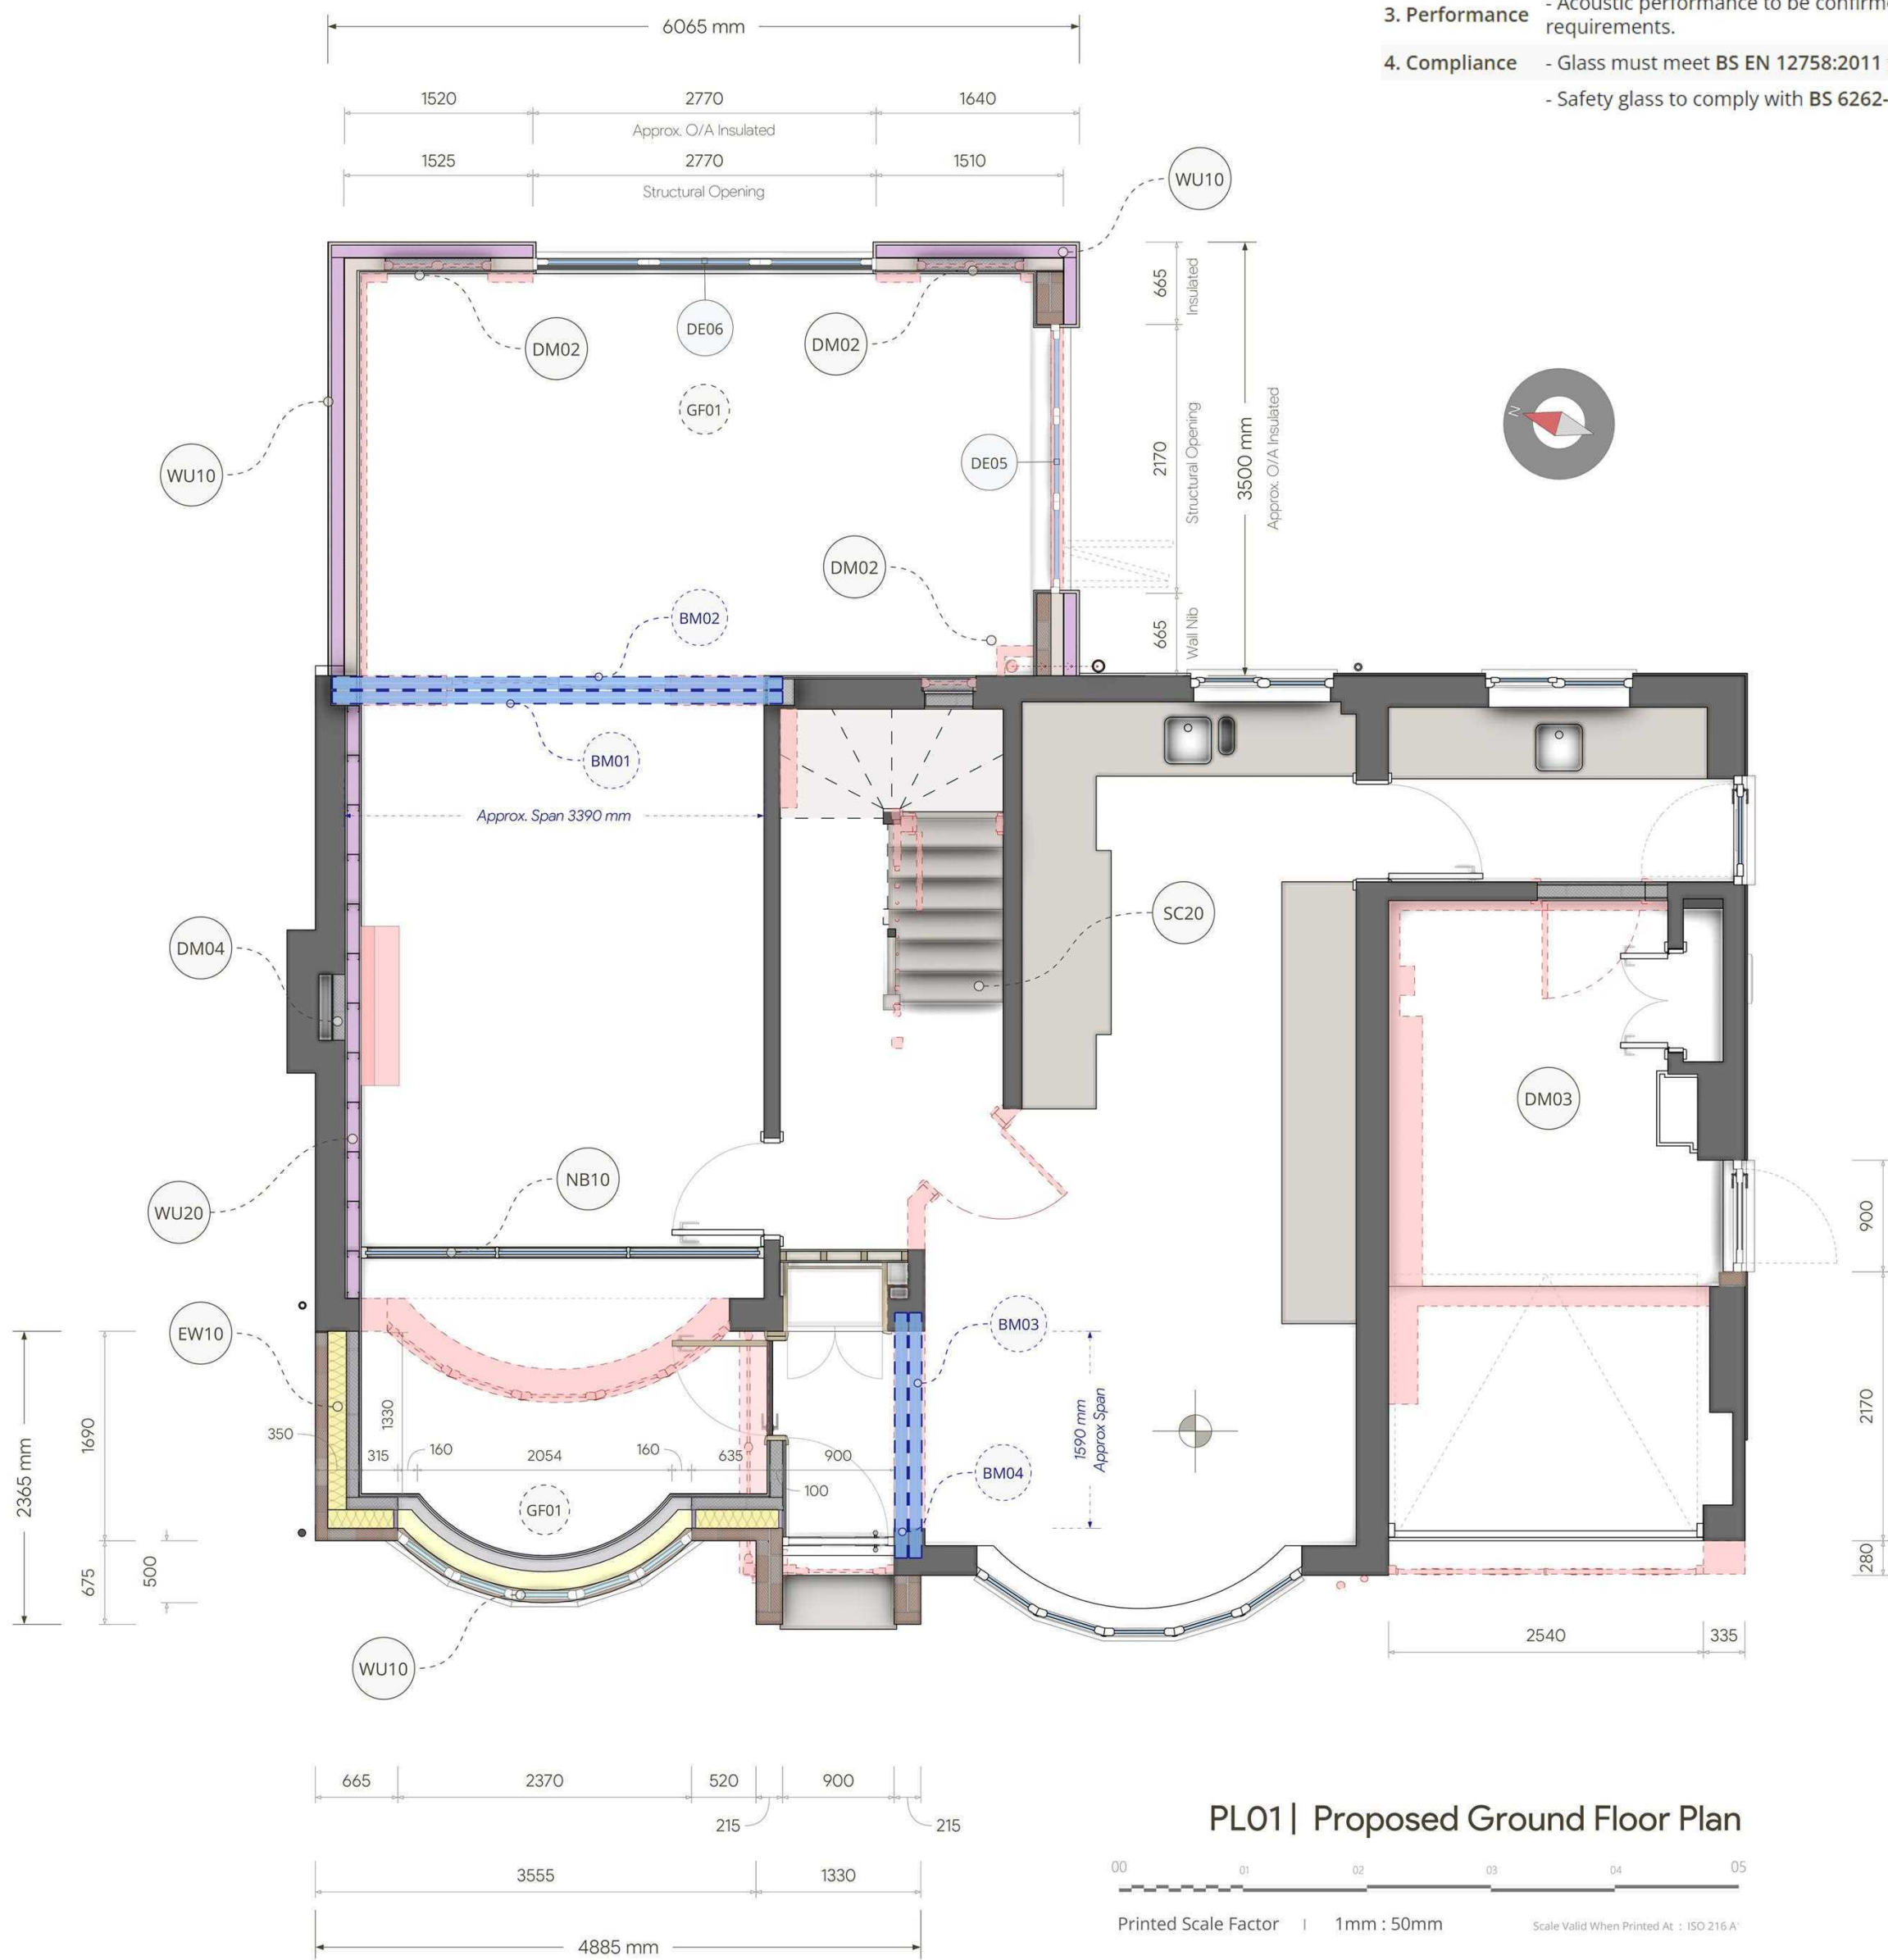 - Acoustic performance to be confirme
3. Performance
requirements.
4. Compliance - Glass must meet BS EN 12758:2011
- Safety glass to comply with BS 6262-
6065 mm
1520 2770 1640
Approx. O/A Insulated
1525 2770 1510
Structural Opening
WU10
665
Insulated
DE06
DM02
DM02
GF01
N
2170
Structural Opening
3500 mm
Approx. O/A Insulated
DE05
WU10
DM02
BM02
665
Wall Nib
BM01
Approx. Span 3390 mm
SC20
DM04
DM03
NB10
WU20
900
BM03
EW10
1690
2365 mm
350
1330
315
160
2054
160
635
900
1590 mm
Approx Span
2170
BM04
100
GF01
675
500
280
2540 335
WU10
665 2370 520 900
215 215
3555 1330
4885 mm
PL01| Proposed Ground Floor Plan
00 01 02 03 04 05
Printed Scale Factor | 1mm : 50mm
Scale Valid When Printed At : ISO 216 A